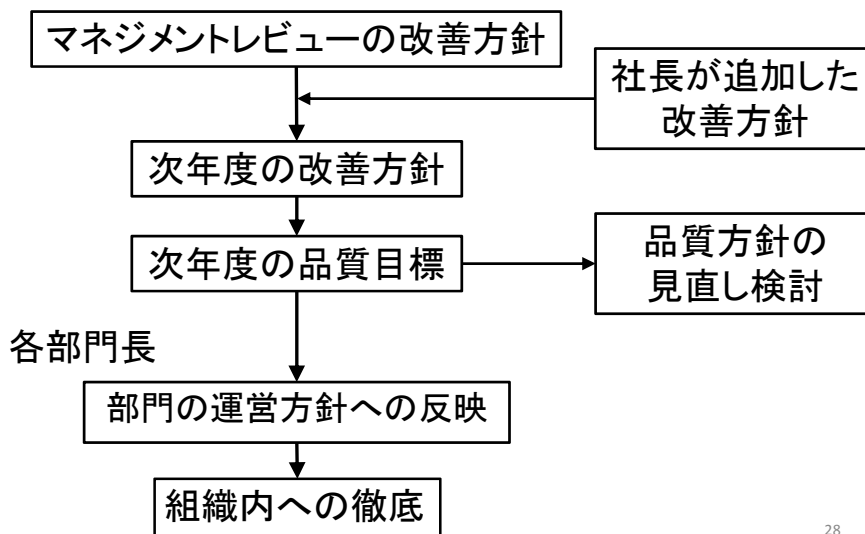 マネジメントレビューの改善方針
社長が追加した
改善方針
次年度の改善方針
次年度の品質目標
品質方針の
見直し検討
各部門長
部門の運営方針への反映
組織内への徹底
28